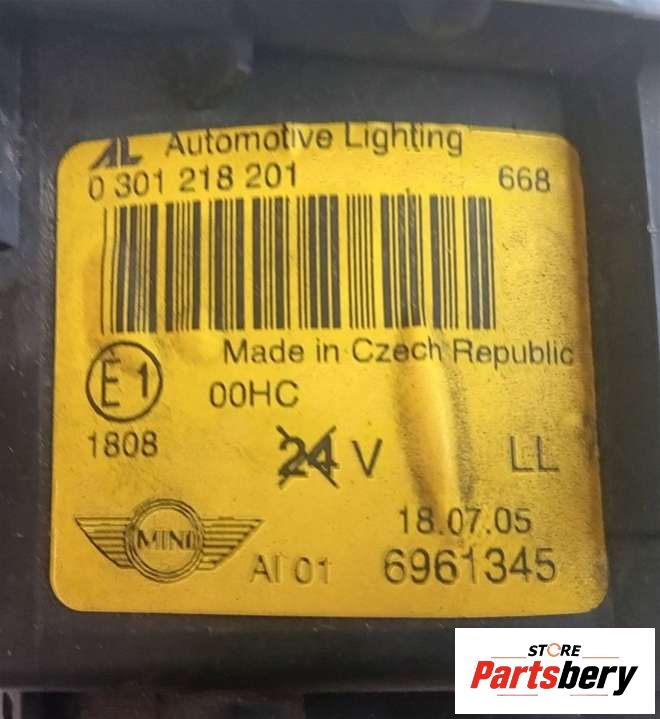 AL Automotive Lighting
0 301 218 201 668
Made in Czech Republic
E1 00HC
1808 24 V LL
MINI 18.07.05
AI 01 6961345
STORE
Partsbery